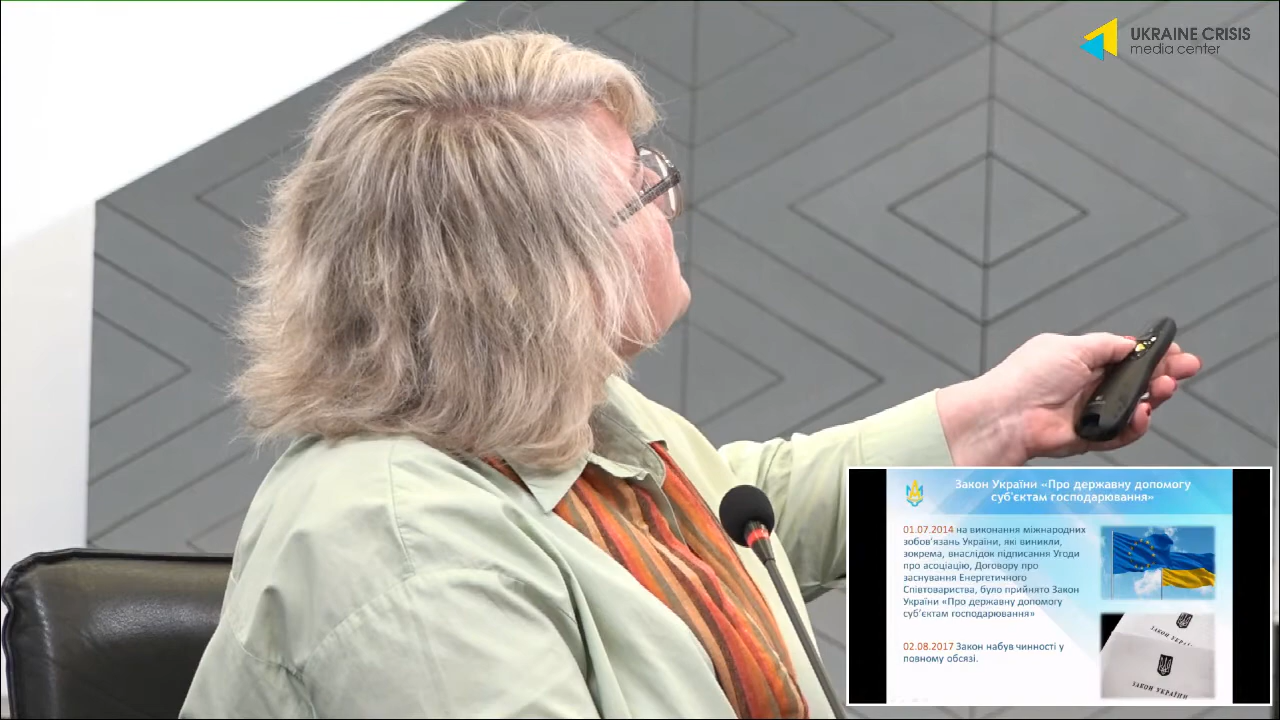 UKRAINE CRISIS
media center
Закон України «Про державну допомогу
суб'єктам господарювання»
01.07.2014 на виконання міжнародних
зобов'язань України, які виникли,
зокрема, внаслідок підписання Угоди
про асоціацію, Договору про
заснування Енергетичного
Співтовариства, було прийнято Закон
України «Про державну допомогу
суб'єктам господарювання»
02.08.2017 Закон набув чинності у
повному обсязі.
ЗАКОН УКРАЇ
ЗАКОН УКРАЇНИ